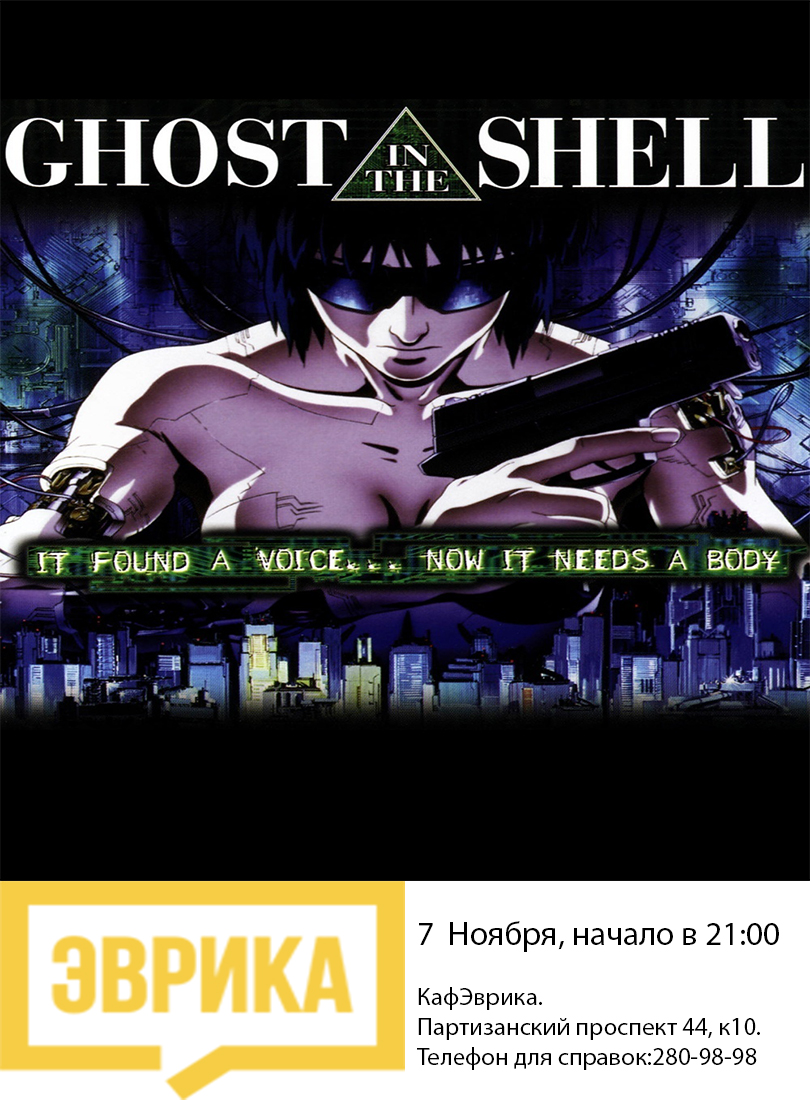 GHOST IN THE SHELL
IT FOUND A VOICE... NOW IT NEEDS A BODY
ЭВРИКА
7 Ноября, начало в 21:00
КафЭврика.
Партизанский проспект 44, к10.
Телефон для справок:280-98-98